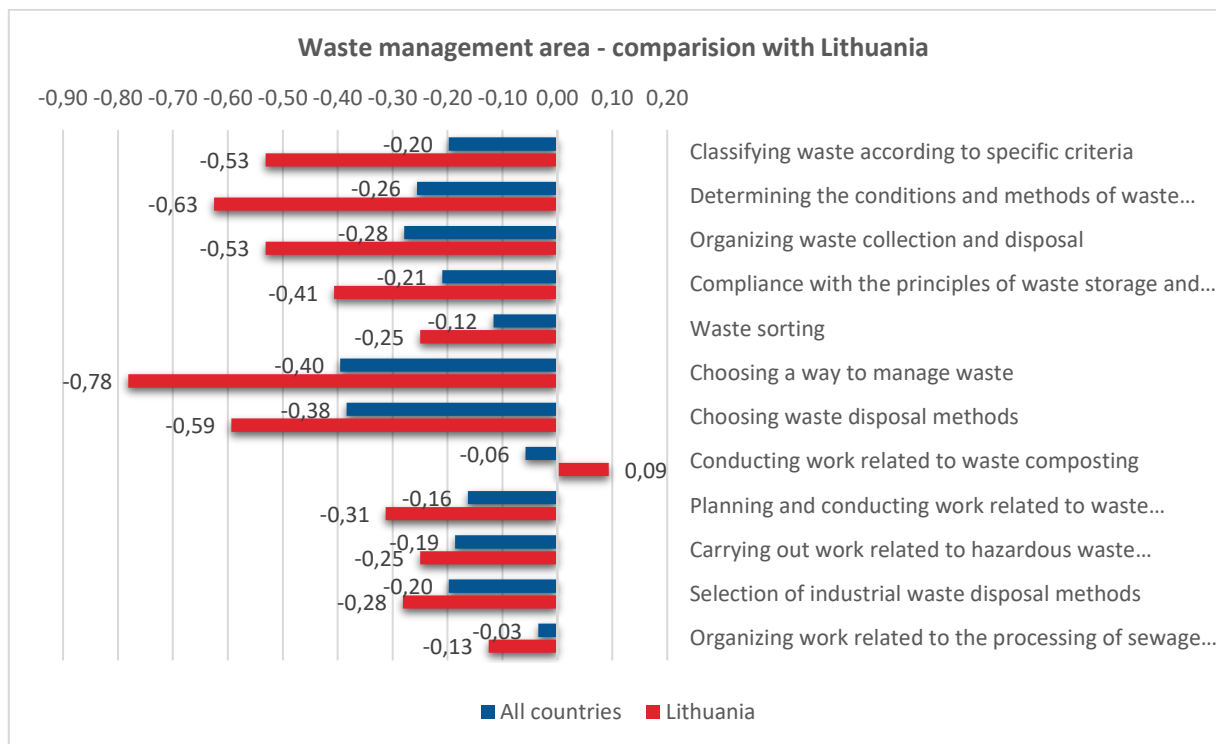 Waste management area - comparision with Lithuania
-0,90 -0,80 -0,70 -0,60 -0,50 -0,40 -0,30 -0,20 -0,10 0,00 0,10 0,20
-0,20
-0,53
Classifying waste according to specific criteria
-0,26
-0,63
Determining the conditions and methods of waste...
-0,28
-0,53
Organizing waste collection and disposal
-0,21
-0,41
Compliance with the principles of waste storage and...
-0,12
-0,25
Waste sorting
-0,40
-0,78
Choosing a way to manage waste
-0,38
-0,59
Choosing waste disposal methods
-0,06
0,09
Conducting work related to waste composting
-0,16
-0,31
Planning and conducting work related to waste...
-0,19
-0,25
Carrying out work related to hazardous waste...
-0,20
-0,28
Selection of industrial waste disposal methods
-0,03
-0,13
Organizing work related to the processing of sewage...
All countries Lithuania